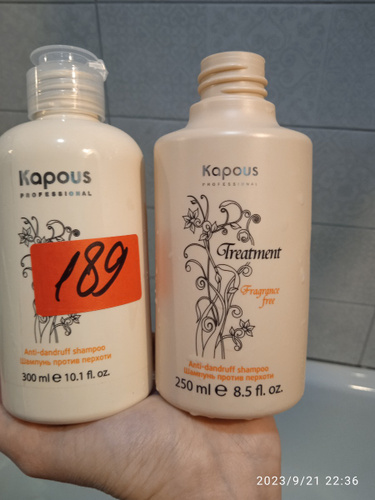 Kapous
PROFESSIONAL
189
Anti-dandruff shampoo
Шампунь против перхоти
300 ml e 10.1 fl. oz.
Kapous
PROFESSIONAL
Treatment
Fragrance
free
Anti-dandruff shampoo
Шампунь против перхоти
250 ml e 8.5 fl. oz.
2023/9/21 22:36